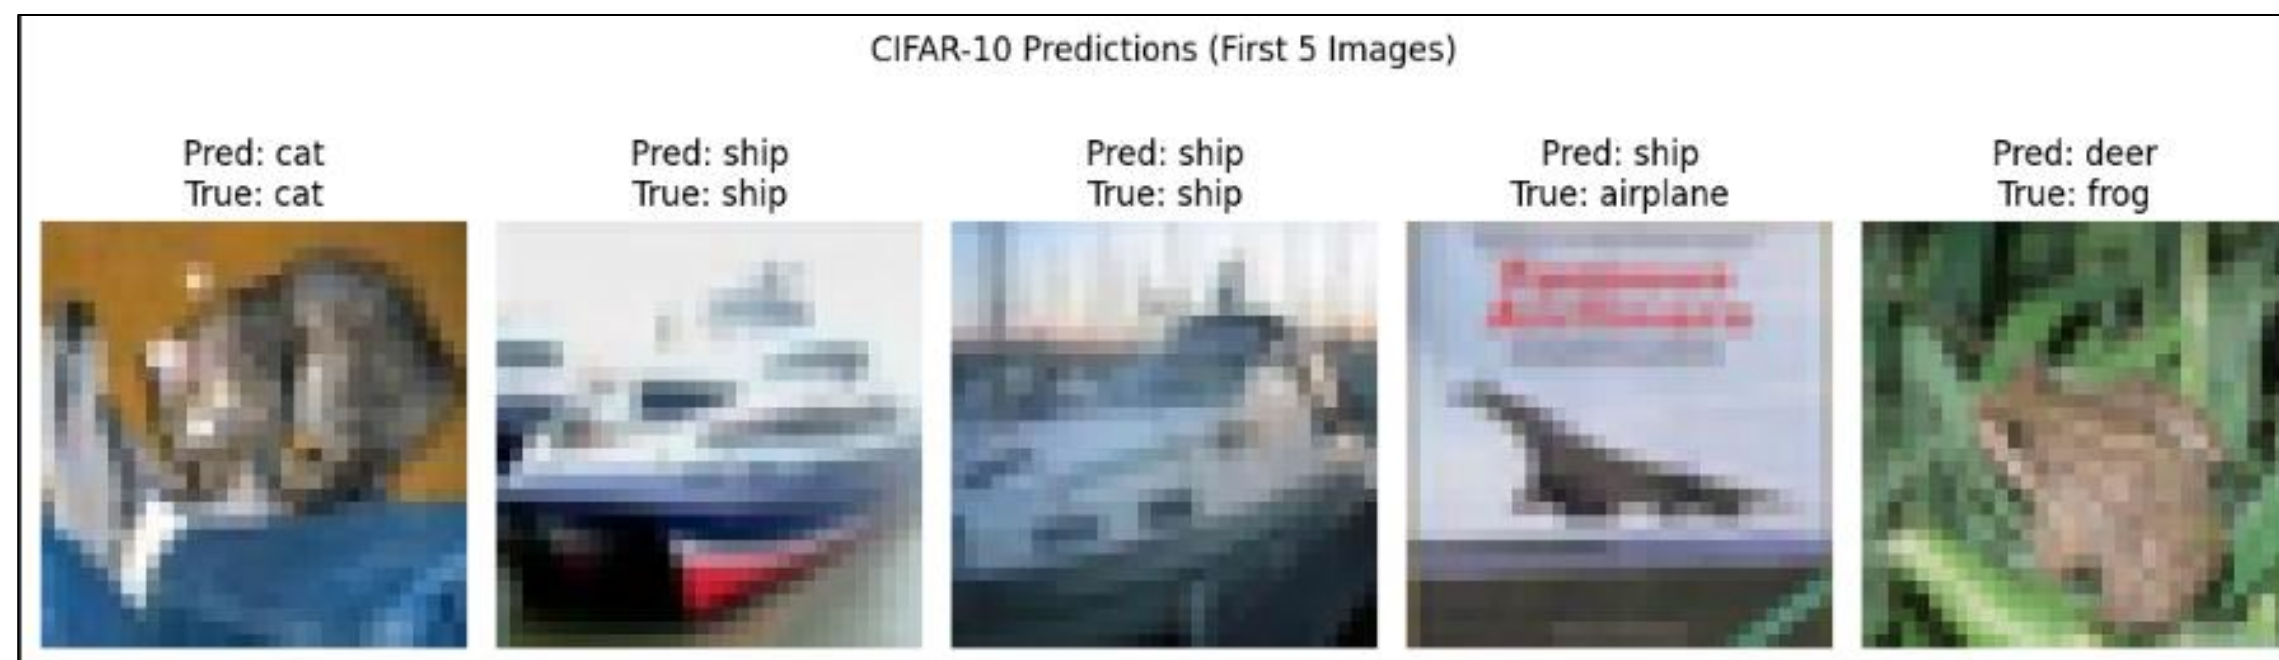 CIFAR-10 Predictions (First 5 Images)
Pred: cat
True: cat
Pred: ship
True: ship
Pred: ship
True: ship
Pred: ship
True: airplane
Pred: deer
True: frog